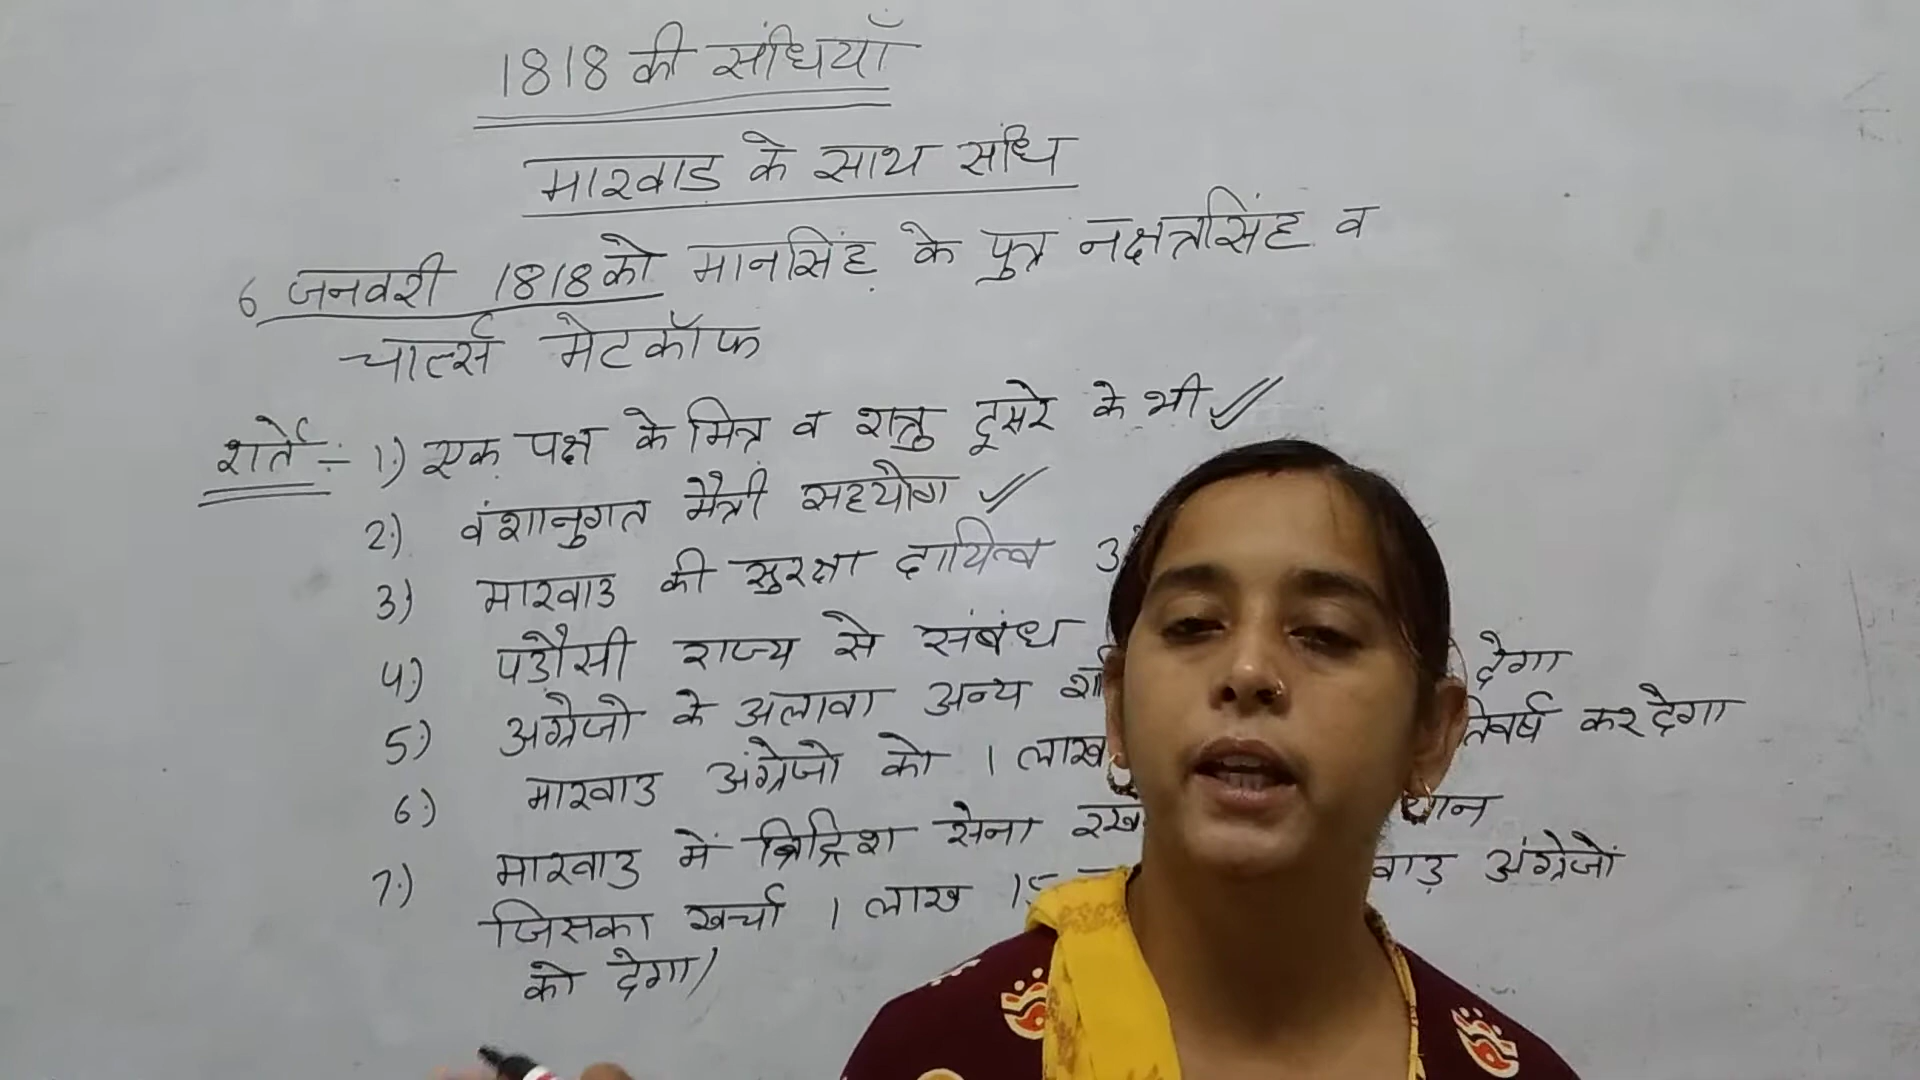 1818 की संधियाँ
मारवाड के साथ संधि
6 जनवरी 1818 को मानसिंह के पुत्र नक्षत्रसिंह व
चार्ल्स मेटकॉफ
शर्ते :- 1.) एक पक्ष के मित्र व शत्रु दूसरे के भी
2.) वंशानुगत मैत्री सहयोग
3) मारवाड की सुरक्षा दायित्व
4.) पडौसी राज्य से संबंध
5.) अंग्रेजो के अलावा अन्य देगा
6.) मारवाड अंग्रेजो को 1 लाख कर देगा
7.) मारवाड में ब्रिट्रिश सेना
जिसका खर्चा 1 लाख 15 अंग्रेजों
को देगा/